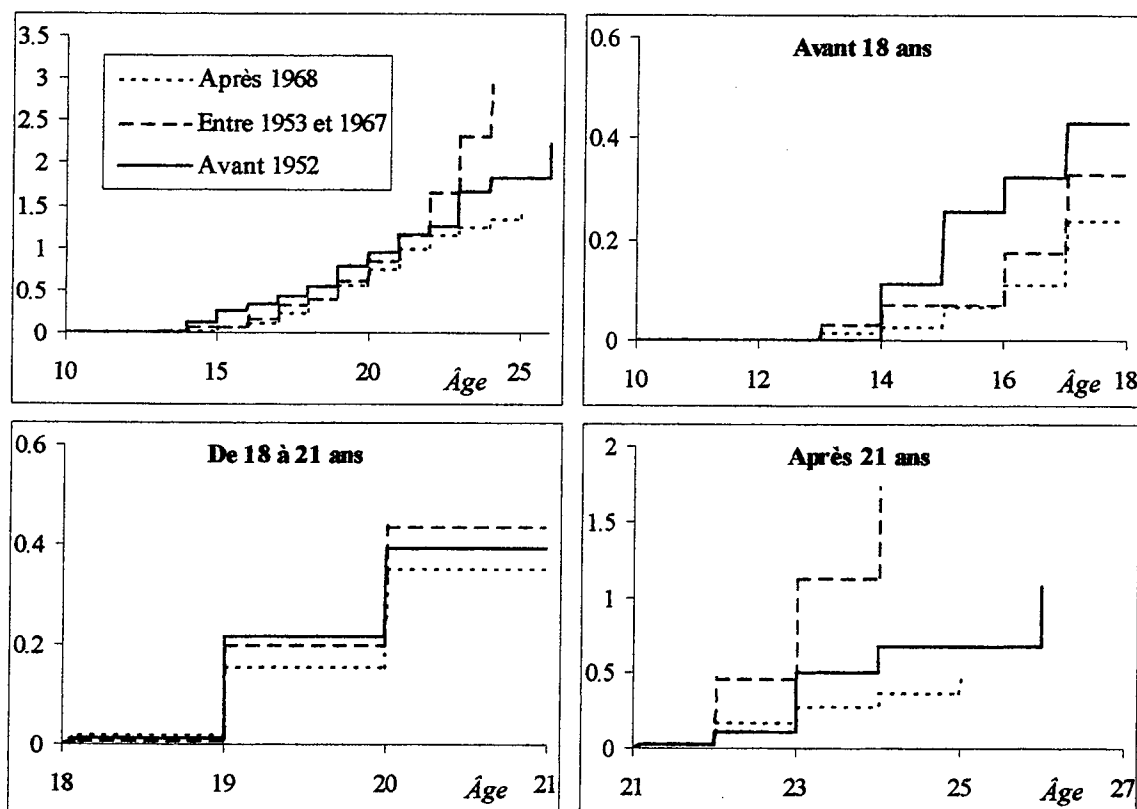 3.5
3
2.5
2
1.5
1
0.5
0
10 15 20 Âge 25
Après 1968
Entre 1953 et 1967
Avant 1952
Avant 18 ans
0.6
0.4
0.2
0
10 12 14 Âge 16 18
De 18 à 21 ans
0.6
0.4
0.2
0
18 19 20 Âge 21
Après 21 ans
2
1.5
1
0.5
0
21 23 25 Âge 27